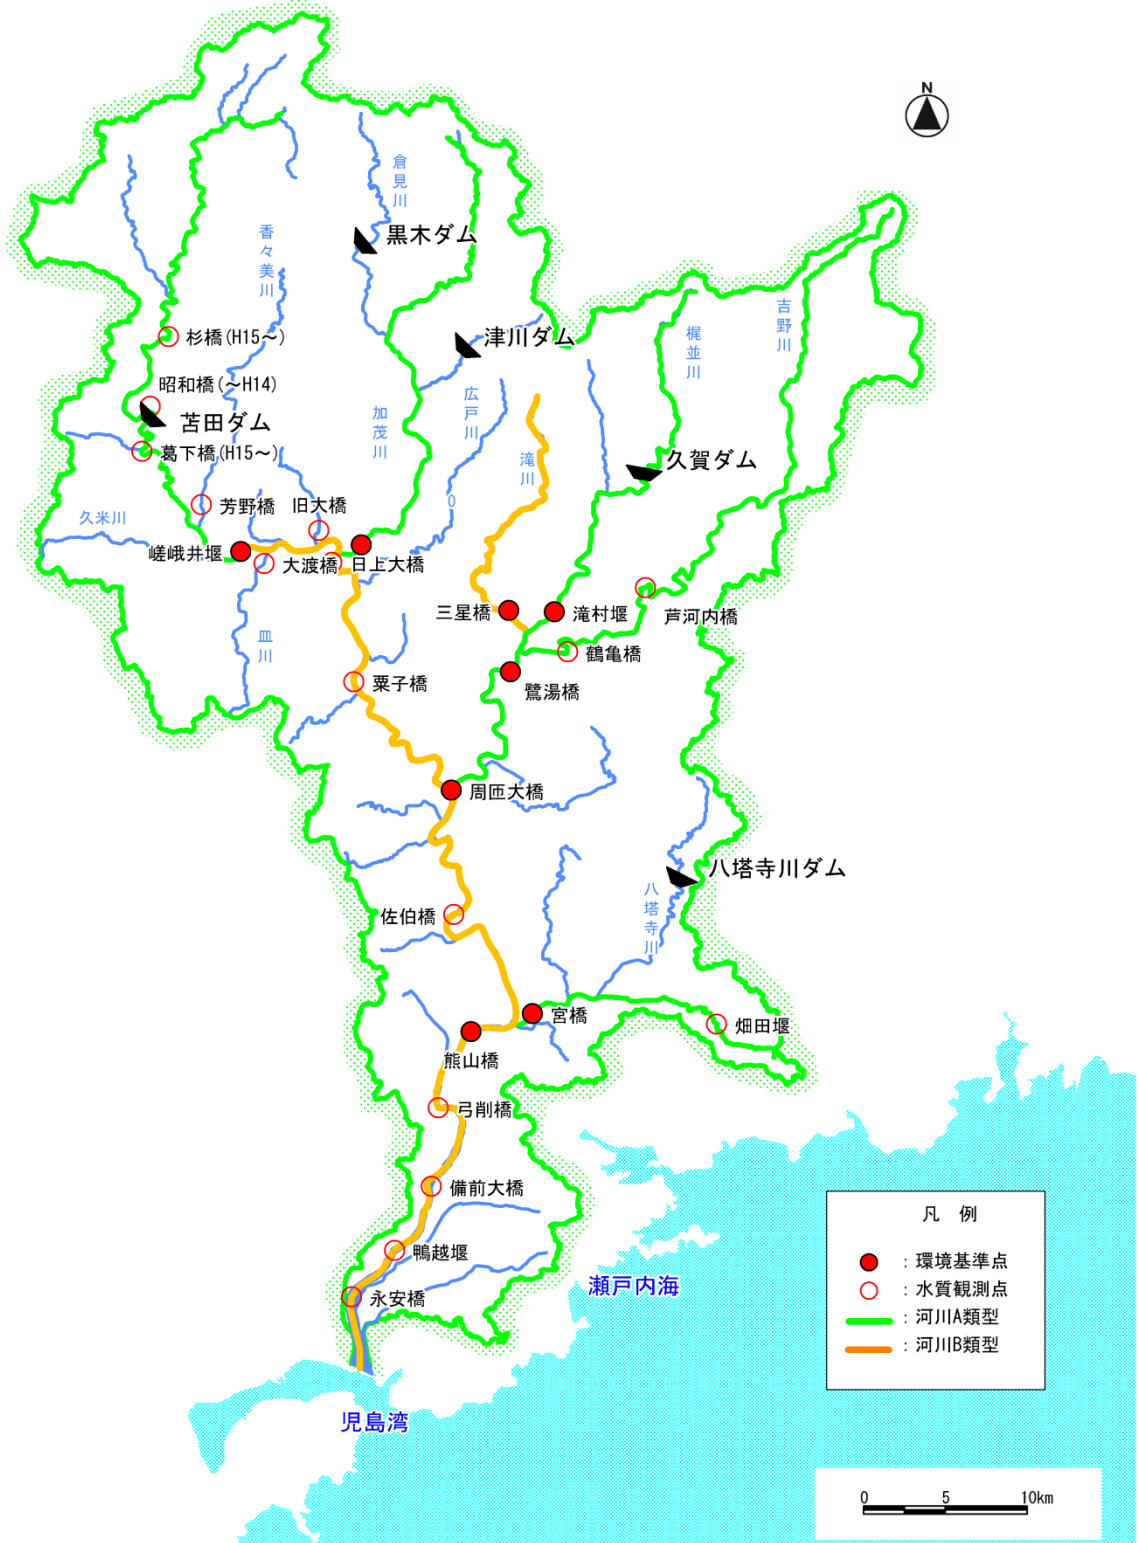 N
倉見川
黒木ダム
香々美川
吉野川
杉橋(H15～)
津川ダム
梶並川
昭和橋(～H14)
苫田ダム
加茂川
広戸川
葛下橋(H15～)
滝川
久賀ダム
0
芳野橋
旧大橋
久米川
嵯峨井堰
大渡橋
日上大橋
三星橋
滝村堰
芦河内橋
皿川
鶴亀橋
粟子橋
鷺湯橋
周匝大橋
八塔寺川ダム
八塔寺川
佐伯橋
宮橋
畑田堰
熊山橋
弓削橋
備前大橋
鴨越堰
永安橋
瀬戸内海
児島湾
凡 例
：環境基準点
：水質観測点
：河川A類型
：河川B類型
0 5 10km